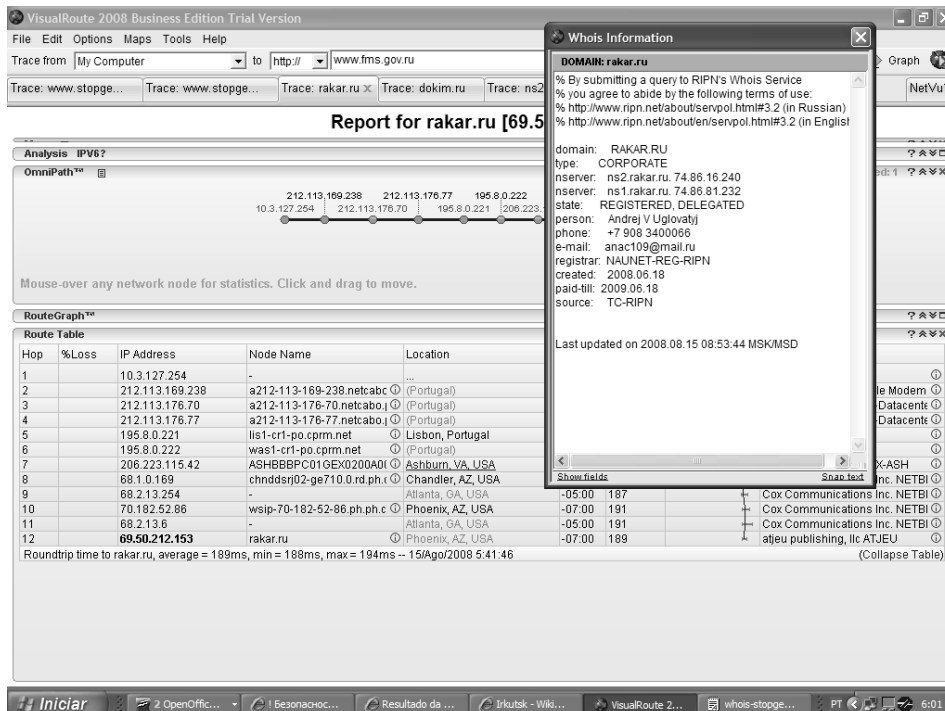 VisualRoute 2008 Business Edition Trial Version
File Edit Options Maps Tools Help
Trace from My Computer to http:// www.fms.gov.ru Graph
Trace: www.stopge... Trace: www.stopge... Trace: rakar.ru X Trace: dokim.ru Trace: ns2 NetVu
Report for rakar.ru [69.5
Analysis IPV6?
OmniPath™ ed: 1
212.113.169.238 212.113.176.77 195.8.0.222
10.3.127.254 212.113.176.70 195.8.0.221 206.223.
Mouse-over any network node for statistics. Click and drag to move.
RouteGraph™
Route Table
Hop %Loss IP Address Node Name Location
1 10.3.127.254 - ...
2 212.113.169.238 a212-113-169-238.netcabo (Portugal) le Modem
3 212.113.176.70 a212-113-176-70.netcabo.p (Portugal) -Datacente
4 212.113.176.77 a212-113-176-77.netcabo.p (Portugal) -Datacente
5 195.8.0.221 lis1-cr1-po.cprm.net Lisbon, Portugal
6 195.8.0.222 was1-cr1-po.cprm.net (Portugal)
7 206.223.115.42 ASHBBBPC01GEX0200A0( Ashburn, VA, USA X-ASH
8 68.1.0.169 chnddsrj02-ge710.0.rd.ph.c Chandler, AZ, USA Cox Communications Inc. NETBI
9 68.2.13.254 - Atlanta, GA, USA -05:00 187 Cox Communications Inc. NETBI
10 70.182.52.86 wsip-70-182-52-86.ph.ph.c Phoenix, AZ, USA -07:00 191 Cox Communications Inc. NETBI
11 68.2.13.6 - Atlanta, GA, USA -05:00 191 Cox Communications Inc. NETBI
12 69.50.212.153 rakar.ru Phoenix, AZ, USA -07:00 189 atjeu publishing, llc ATJEU
Roundtrip time to rakar.ru, average = 189ms, min = 188ms, max = 194ms -- 15/Ago/2008 5:41:46 (Collapse Table)
Whois Information
DOMAIN: rakar.ru
% By submitting a query to RIPN's Whois Service
% you agree to abide by the following terms of use:
% http://www.ripn.net/about/servpol.html#3.2 (in Russian)
% http://www.ripn.net/about/en/servpol.html#3.2 (in English
domain: RAKAR.RU
type: CORPORATE
nserver: ns2.rakar.ru. 74.86.16.240
nserver: ns1.rakar.ru. 74.86.81.232
state: REGISTERED, DELEGATED
person: Andrej V Uglovatyj
phone: +7 908 3400066
e-mail: anac109@mail.ru
registrar: NAUNET-REG-RIPN
created: 2008.06.18
paid-till: 2009.06.18
source: TC-RIPN
Last updated on 2008.08.15 08:53:44 MSK/MSD
Show fields Snap text
Iniciar 2 OpenOffic... ! Безопаснос... Resultado da ... Irkutsk - Wiki... VisualRoute 2... whois-stopge... PT 6:01